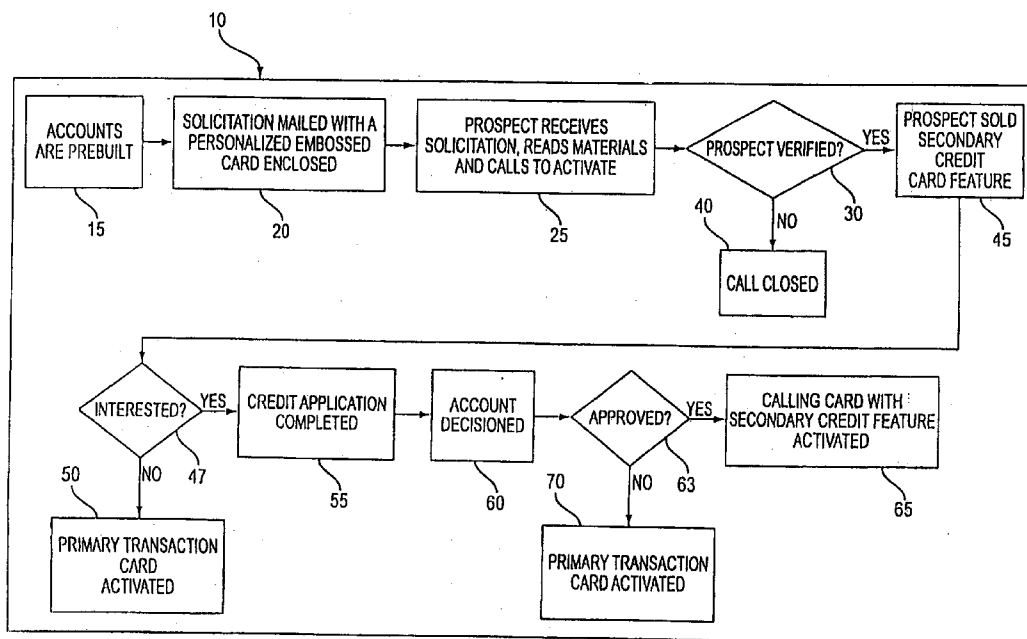 10
ACCOUNTS
ARE PREBUILT
15
SOLICITATION MAILED WITH A
PERSONALIZED EMBOSSED
CARD ENCLOSED
20
PROSPECT RECEIVES
SOLICITATION, READS MATERIALS
AND CALLS TO ACTIVATE
25
PROSPECT VERIFIED?
30
YES
NO
40
CALL CLOSED
PROSPECT SOLD
SECONDARY
CREDIT
CARD FEATURE
45
INTERESTED?
47
YES
NO
50
PRIMARY TRANSACTION
CARD
ACTIVATED
CREDIT APPLICATION
COMPLETED
55
ACCOUNT
DECISIONED
60
APPROVED?
63
YES
NO
70
PRIMARY TRANSACTION
CARD ACTIVATED
CALLING CARD WITH
SECONDARY CREDIT FEATURE
ACTIVATED
65